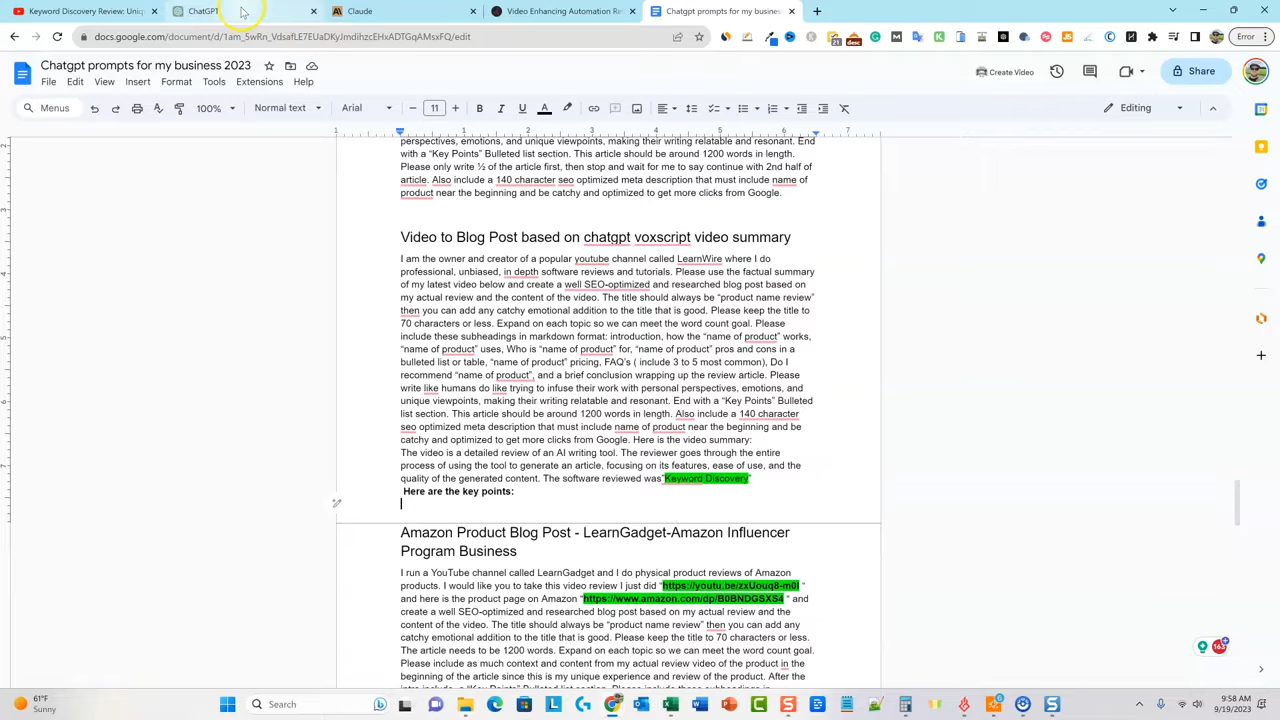 Keyword Discovery Review: Uniq
ChatGPT
Claude
Video Enhancing Automation Re
Chatgpt prompts for my busines
docs.google.com/document/d/1am_5wRn_VdsafLE7EUaDKyJmdihzcEHxADTGqAMsxFQ/edit
Error
Chatgpt prompts for my business 2023
File Edit View Insert Format Tools Extensions Help
Create Video
Share
Menus
100%
Normal text
Arial
11
Editing
perspectives, emotions, and unique viewpoints, making their writing relatable and resonant. End
with a “Key Points” Bulleted list section. This article should be around 1200 words in length.
Please only write ½ of the article first, then stop and wait for me to say continue with 2nd half of
article. Also include a 140 character seo optimized meta description that must include name of
product near the beginning and be catchy and optimized to get more clicks from Google.
Video to Blog Post based on chatgpt voxscript video summary
I am the owner and creator of a popular youtube channel called LearnWire where I do
professional, unbiased, in depth software reviews and tutorials. Please use the factual summary
of my latest video below and create a well SEO-optimized and researched blog post based on
my actual review and the content of the video. The title should always be “product name review”
then you can add any catchy emotional addition to the title that is good. Please keep the title to
70 characters or less. Expand on each topic so we can meet the word count goal. Please
include these subheadings in markdown format: introduction, how the “name of product” works,
“name of product” uses, Who is “name of product” for, “name of product” pros and cons in a
bulleted list or table, “name of product” pricing, FAQ's ( include 3 to 5 most common), Do I
recommend “name of product”, and a brief conclusion wrapping up the review article. Please
write like humans do like trying to infuse their work with personal perspectives, emotions, and
unique viewpoints, making their writing relatable and resonant. End with a “Key Points” Bulleted
list section. This article should be around 1200 words in length. Also include a 140 character
seo optimized meta description that must include name of product near the beginning and be
catchy and optimized to get more clicks from Google. Here is the video summary:
The video is a detailed review of an AI writing tool. The reviewer goes through the entire
process of using the tool to generate an article, focusing on its features, ease of use, and the
quality of the generated content. The software reviewed was“Keyword Discovery”
Here are the key points:
Amazon Product Blog Post - LearnGadget-Amazon Influencer
Program Business
I run a YouTube channel called LearnGadget and I do physical product reviews of Amazon
products. I would like you to take this video review I just did “https://youtu.be/zxUouq8-m0I “
and here is the product page on Amazon “https://www.amazon.com/dp/B0BNDGSXS4 “ and
create a well SEO-optimized and researched blog post based on my actual review and the
content of the video. The title should always be “product name review” then you can add any
catchy emotional addition to the title that is good. Please keep the title to 70 characters or less.
The article needs to be 1200 words. Expand on each topic so we can meet the word count goal.
Please include as much context and content from my actual review video of the product in the
beginning of the article since this is my unique experience and review of the product. After the
163
61°F
Sunny
Search
9:58 AM
9/19/2023